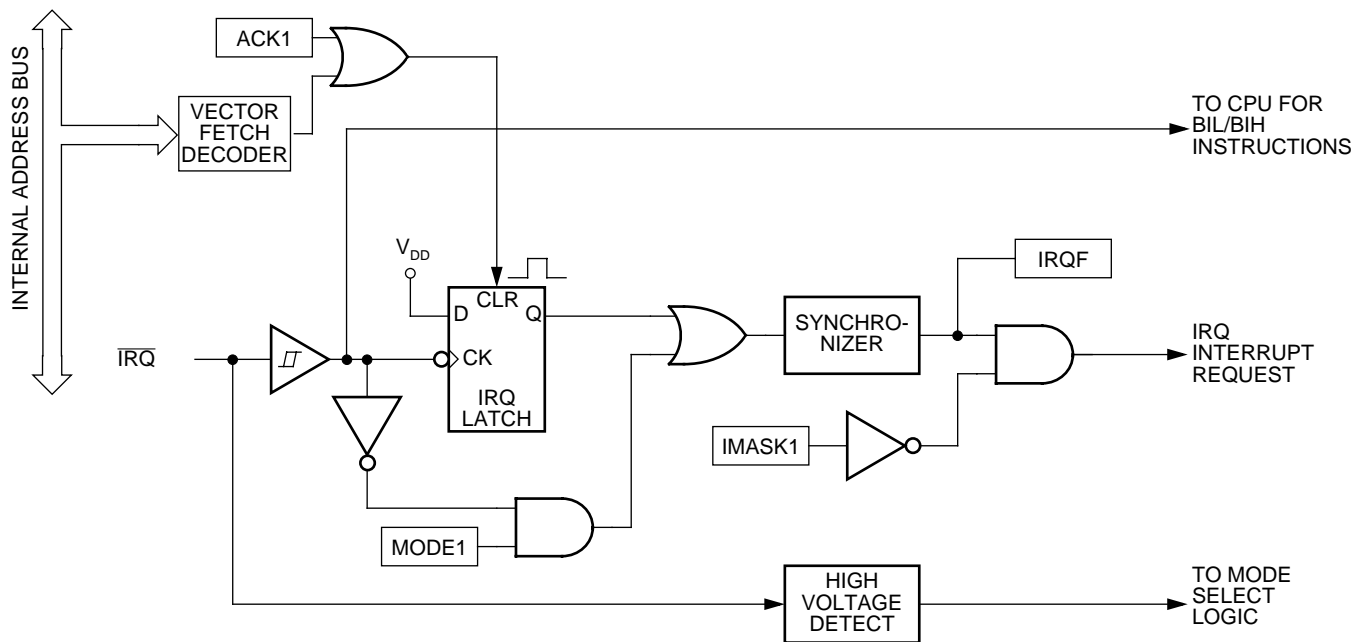 INTERNAL ADDRESS BUS
ACK1
VECTOR
FETCH
DECODER
TO CPU FOR
BIL/BIH
INSTRUCTIONS
VDD
CLR
D
Q
CK
IRQ
LATCH
IRQ
SYNCHRO-
NIZER
IRQF
IRQ
INTERRUPT
REQUEST
IMASK1
MODE1
HIGH
VOLTAGE
DETECT
TO MODE
SELECT
LOGIC